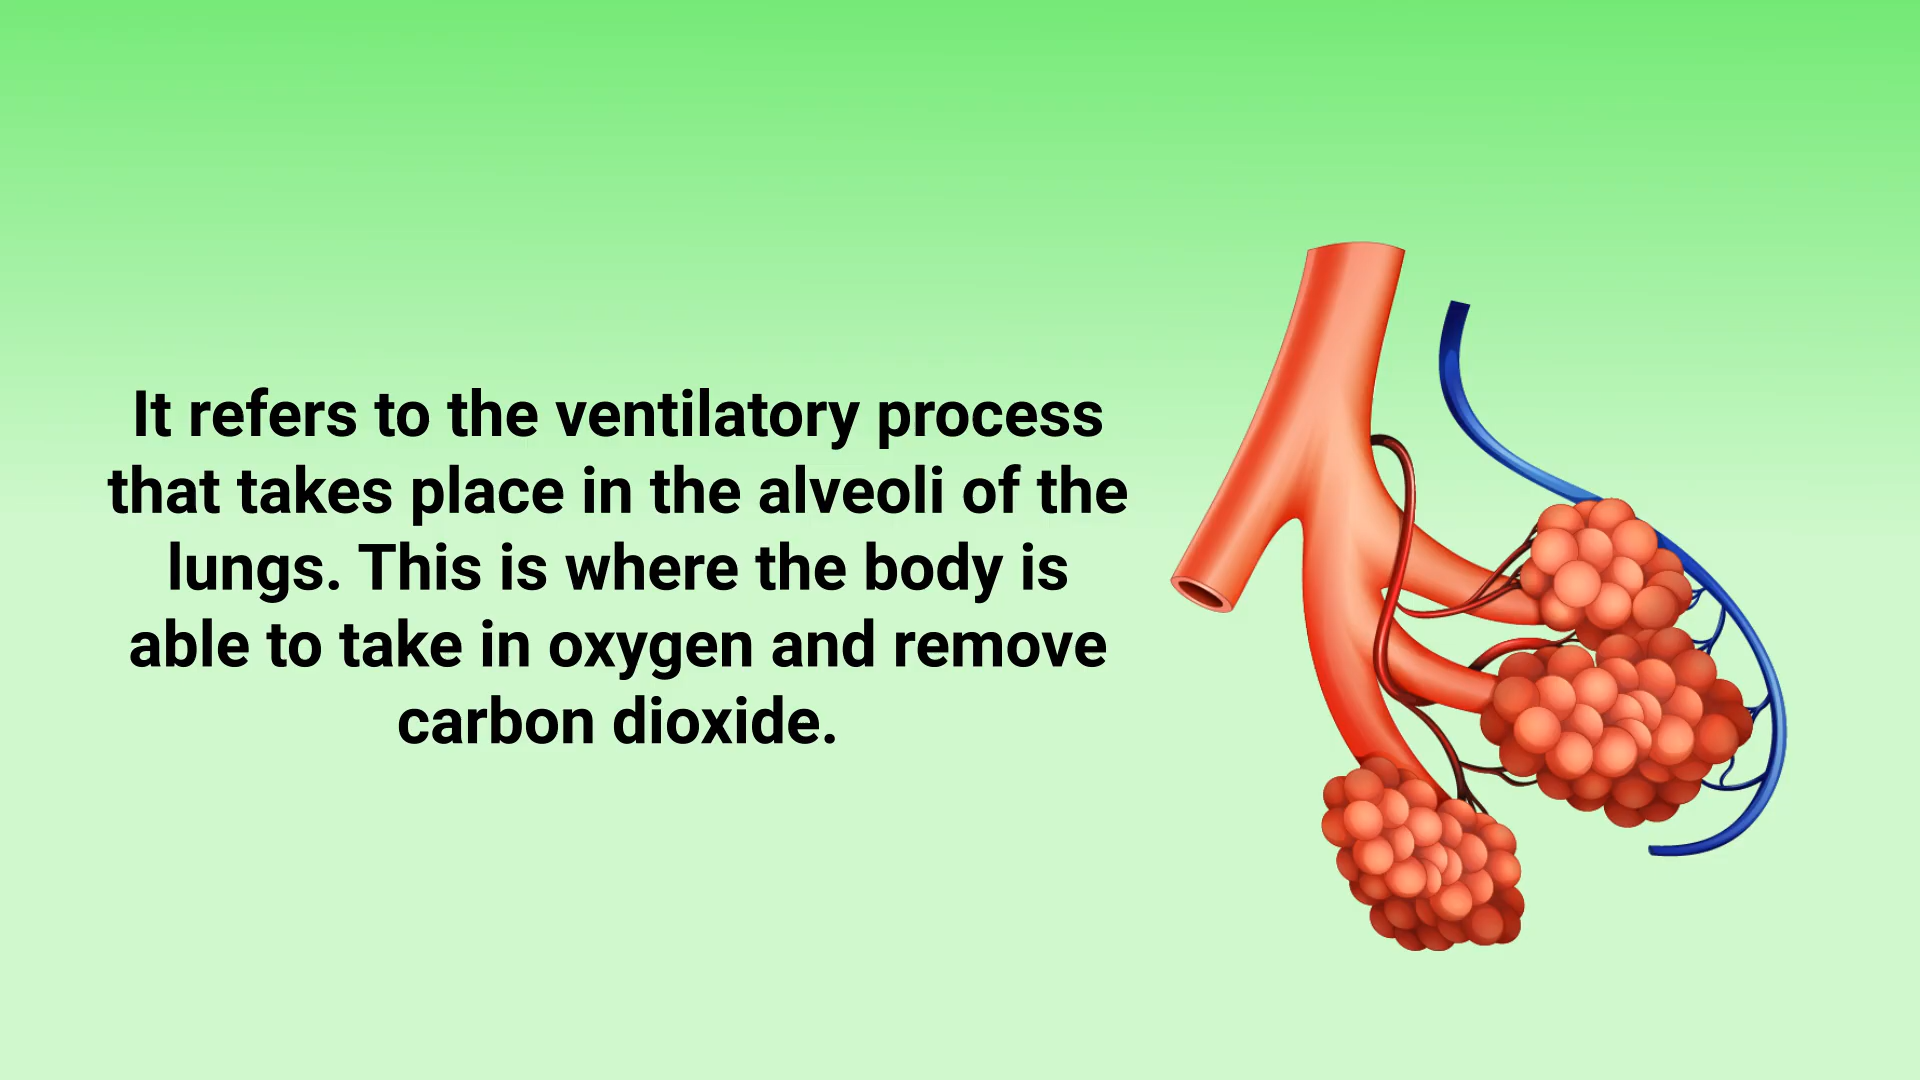 It refers to the ventilatory process
that takes place in the alveoli of the
lungs. This is where the body is
able to take in oxygen and remove
carbon dioxide.